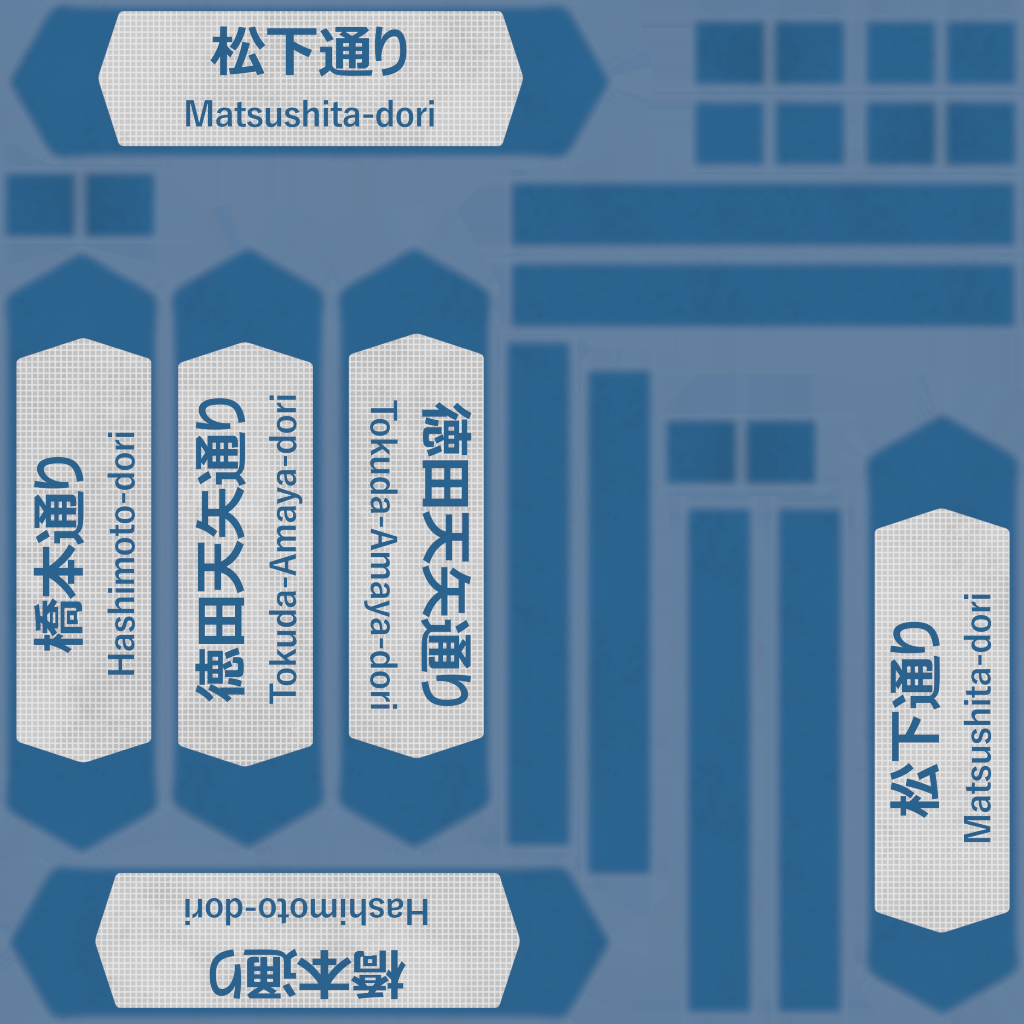 松下通り
Matsushita-dori
橋本通り
Hashimoto-dori
徳田天矢通り
Tokuda-Amaya-dori
徳田天矢通り
Tokuda-Amaya-dori
松下通り
Matsushita-dori
橋本通り
Hashimoto-dori